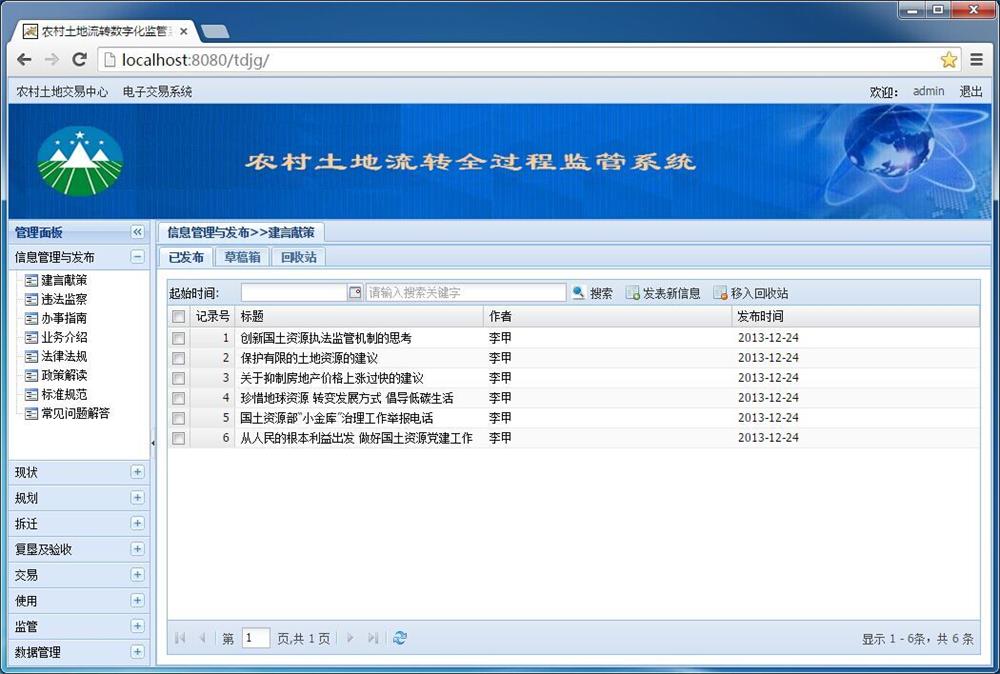 农村土地流转数字化监管
localhost:8080/tdjg/
农村土地交易中心 电子交易系统 欢迎: admin 退出
农村土地流转全过程监管系统
管理面板
信息管理与发布
建言献策
违法监察
办事指南
业务介绍
法律法规
政策解读
标准规范
常见问题解答
现状
规划
拆迁
复垦及验收
交易
使用
监管
数据管理
信息管理与发布>>建言献策
已发布 草稿箱 回收站
起始时间: 请输入搜索关键字 搜索 发表新信息 移入回收站
记录号 标题 作者 发布时间
1 创新国土资源执法监管机制的思考 李甲 2013-12-24
2 保护有限的土地资源的建议 李甲 2013-12-24
3 关于抑制房地产价格上涨过快的建议 李甲 2013-12-24
4 珍惜地球资源 转变发展方式 倡导低碳生活 李甲 2013-12-24
5 国土资源部“小金库”治理工作举报电话 李甲 2013-12-24
6 从人民的根本利益出发 做好国土资源党建工作 李甲 2013-12-24
第 1 页,共 1 页 显示 1 - 6条，共 6 条